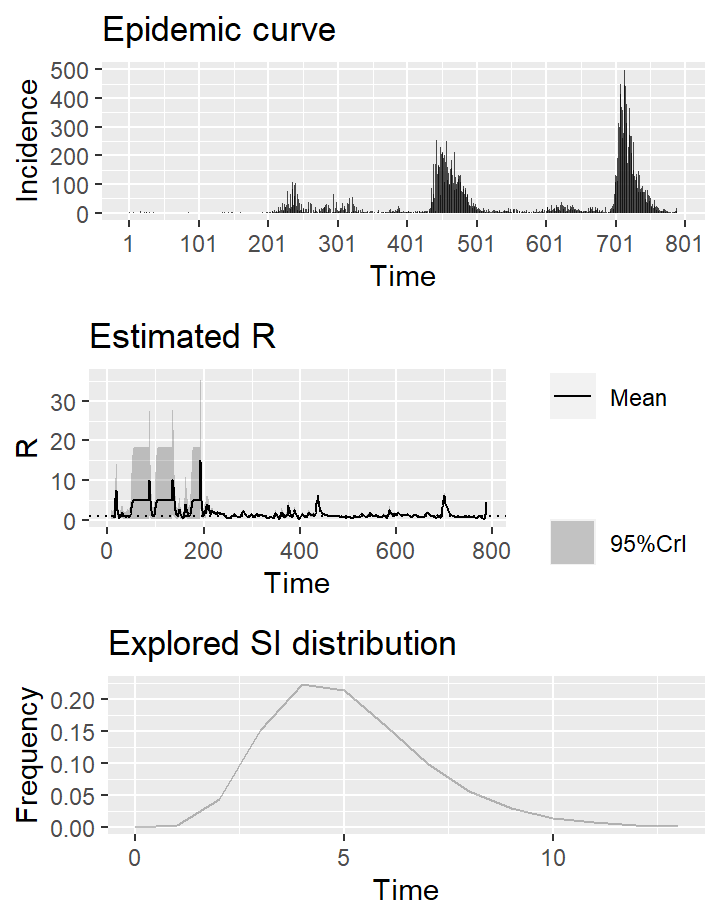 Epidemic curve
Incidence
500
400
300
200
100
0
1 101 201 301 401 501 601 701 801
Time
Estimated R
R
30
20
10
0
0 200 400 600 800
Time
Mean
95%CrI
Explored SI distribution
Frequency
0.20
0.15
0.10
0.05
0.00
0 5 10
Time